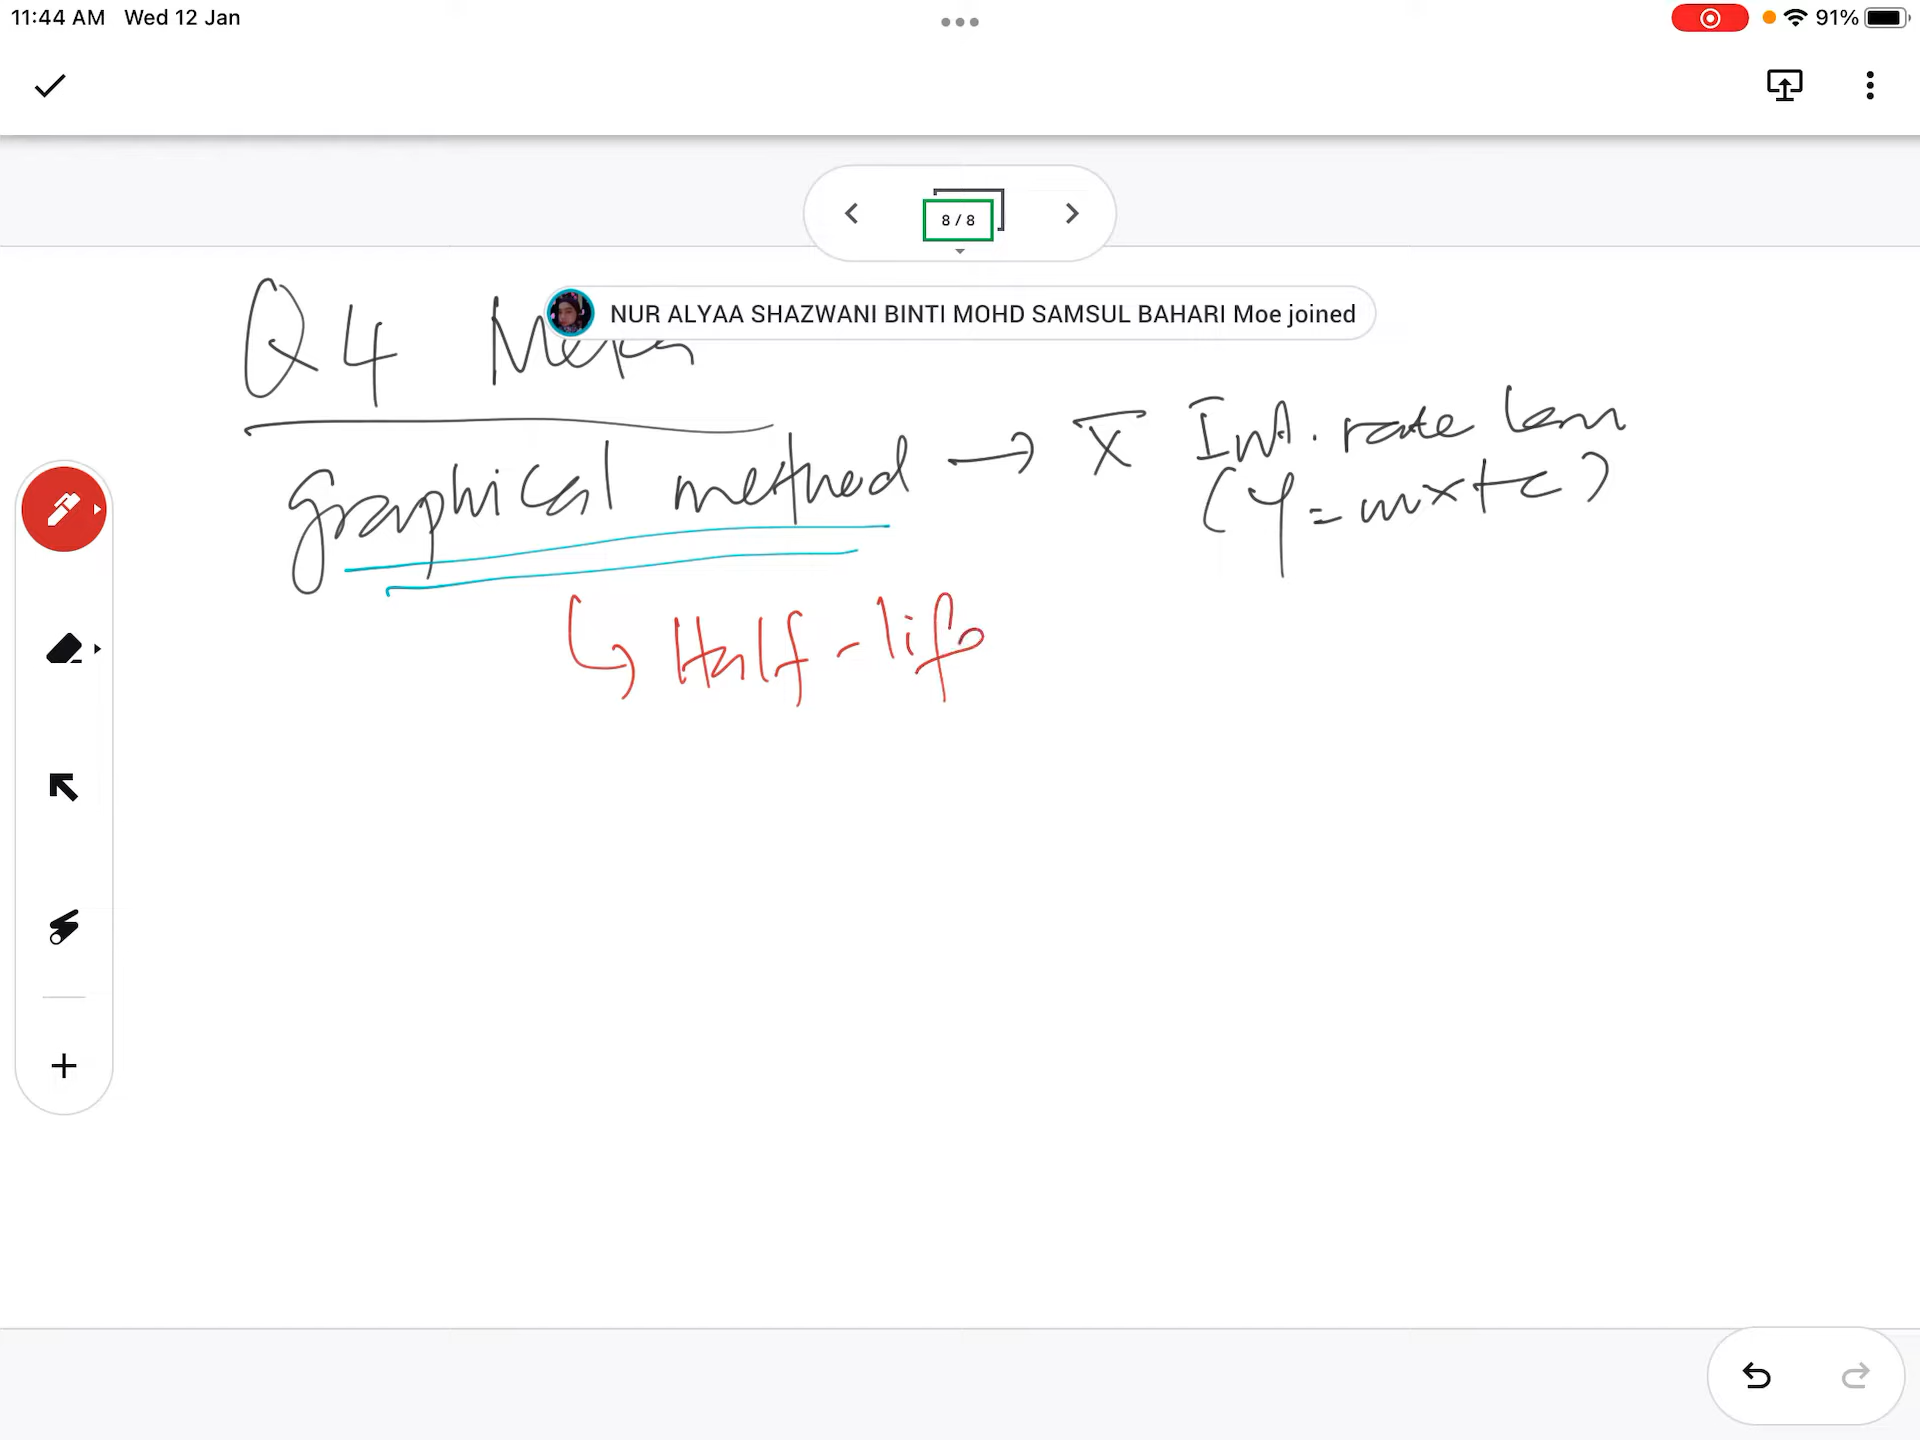 11:44 AM Wed 12 Jan
91%
8 / 8
NUR ALYAA SHAZWANI BINTI MOHD SAMSUL BAHARI Moe joined
Q4
graphical method → X Int. rate law
(y = mx + c)
Half-life